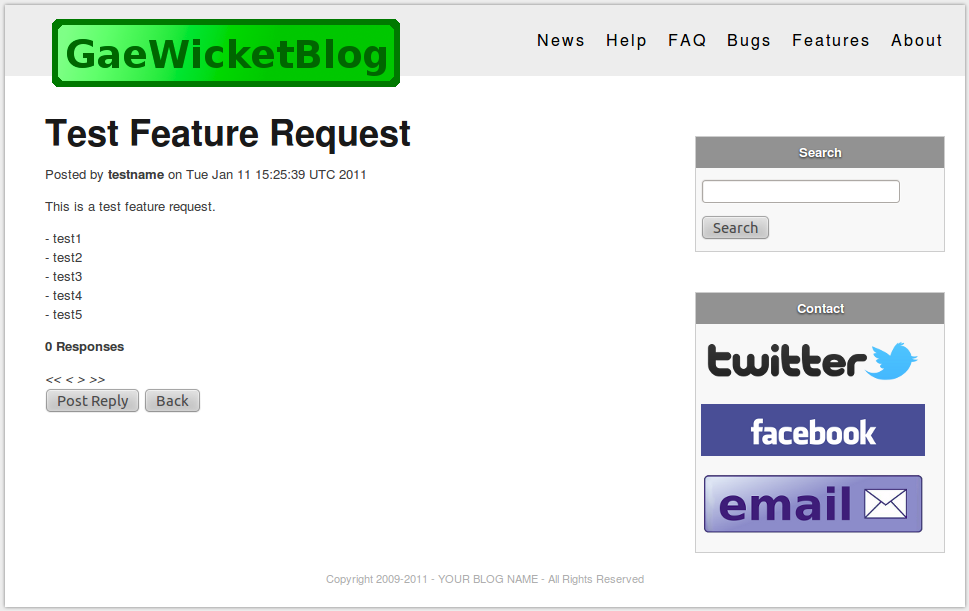 GaeWicketBlog
News Help FAQ Bugs Features About
Test Feature Request
Posted by testname on Tue Jan 11 15:25:39 UTC 2011
This is a test feature request.
- test1
- test2
- test3
- test4
- test5
0 Responses
<< < > >>
Post Reply Back
Search
Search
Contact
twitter
facebook
email
Copyright 2009-2011 - YOUR BLOG NAME - All Rights Reserved